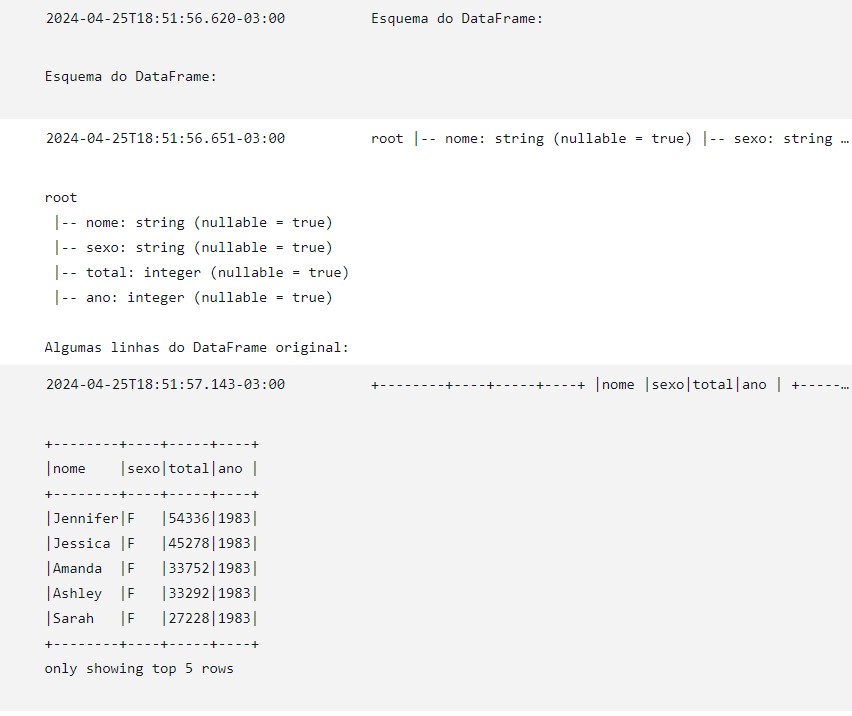 2024-04-25T18:51:56.620-03:00 Esquema do DataFrame:
Esquema do DataFrame:
2024-04-25T18:51:56.651-03:00 root |-- nome: string (nullable = true) |-- sexo: string …
root
 |-- nome: string (nullable = true)
 |-- sexo: string (nullable = true)
 |-- total: integer (nullable = true)
 |-- ano: integer (nullable = true)
Algumas linhas do DataFrame original:
2024-04-25T18:51:57.143-03:00 +--------+----+-----+----+ |nome |sexo|total|ano | +-----…
+--------+----+-----+----+
|nome    |sexo|total|ano |
+--------+----+-----+----+
|Jennifer|F   |54336|1983|
|Jessica |F   |45278|1983|
|Amanda  |F   |33752|1983|
|Ashley  |F   |33292|1983|
|Sarah   |F   |27228|1983|
+--------+----+-----+----+
only showing top 5 rows